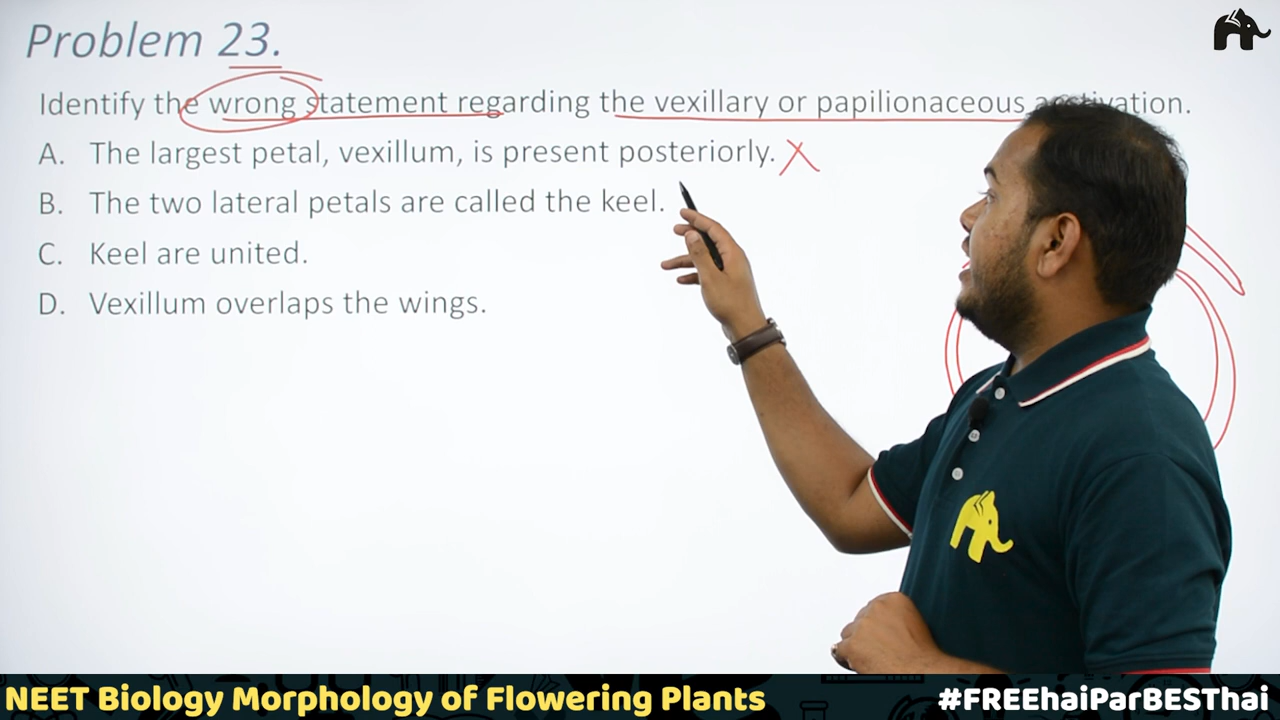 Problem 23.
Identify the wrong statement regarding the vexillary or papilionaceous aestivation.
A. The largest petal, vexillum, is present posteriorly. X
B. The two lateral petals are called the keel.
C. Keel are united.
D. Vexillum overlaps the wings.
NEET Biology Morphology of Flowering Plants
#FREEhaiParBESThai